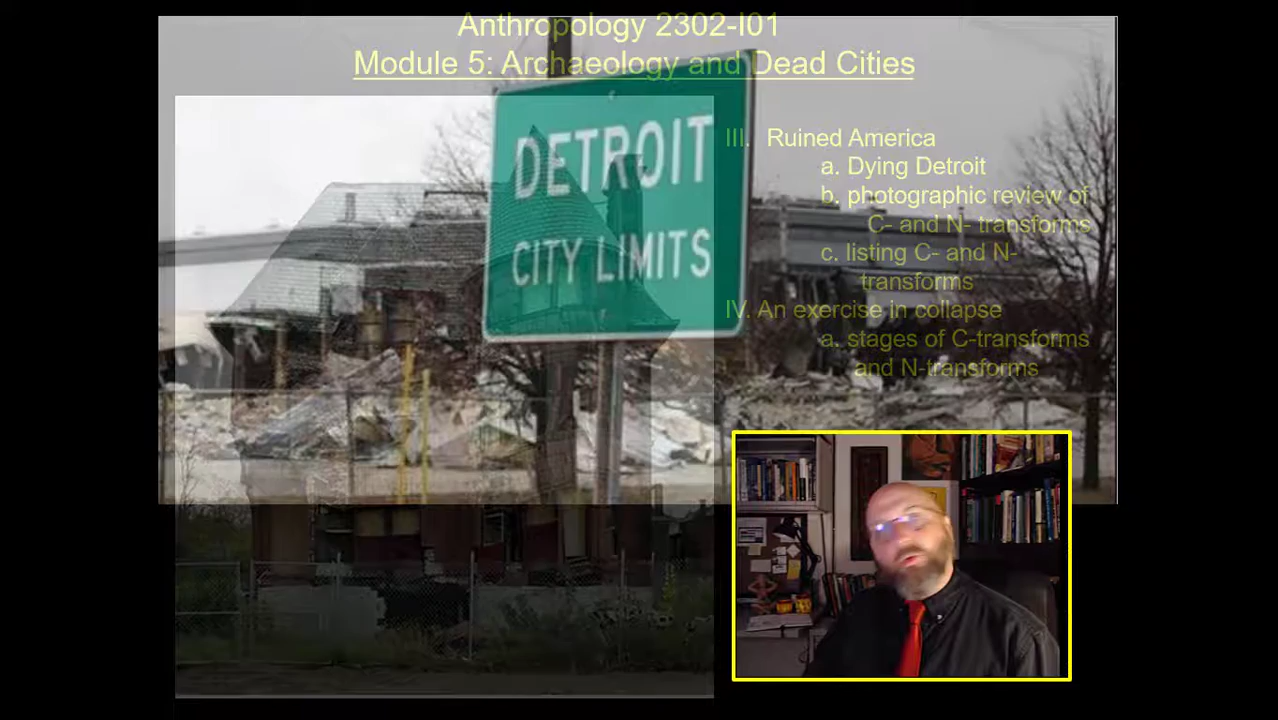 Anthropology 2302-I01
Module 5: Archaeology and Dead Cities
DETROIT
CITY LIMITS
III. Ruined America
a. Dying Detroit
b. photographic review of
C- and N- transforms
c. listing C- and N-
transforms
IV. An exercise in collapse
a. stages of C-transforms
and N-transforms